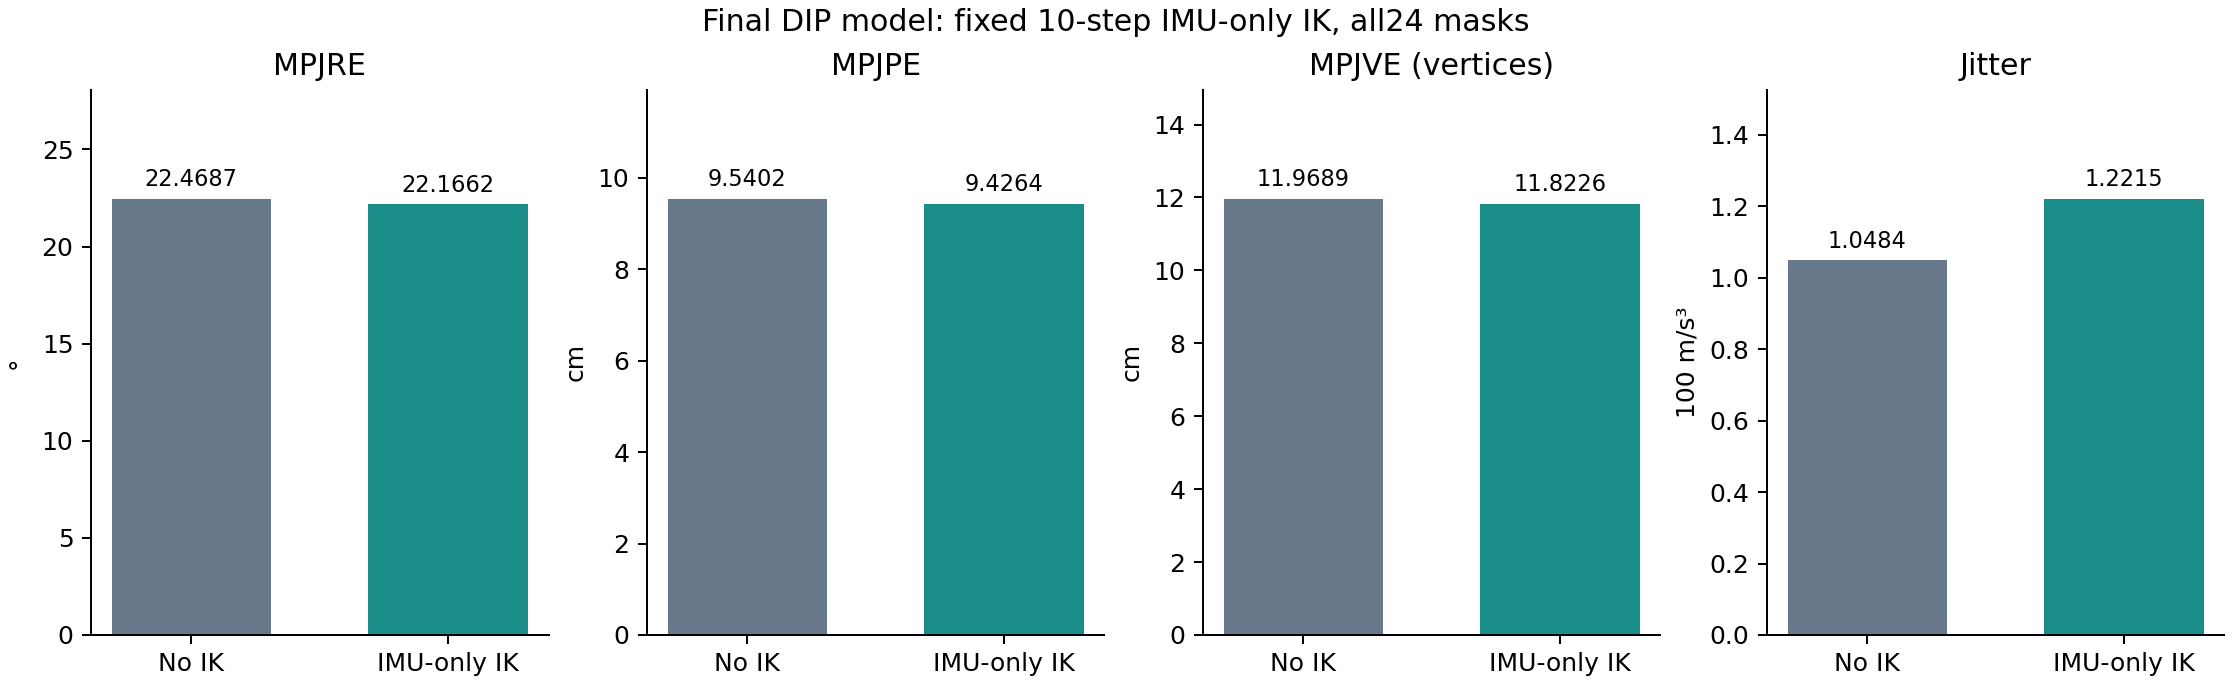 Final DIP model: fixed 10-step IMU-only IK, all24 masks
MPJRE
25
20
15
10
5
0
°
22.4687
22.1662
No IK
IMU-only IK
MPJPE
10
8
6
4
2
0
cm
9.5402
9.4264
No IK
IMU-only IK
MPJVE (vertices)
14
12
10
8
6
4
2
0
cm
11.9689
11.8226
No IK
IMU-only IK
Jitter
1.4
1.2
1.0
0.8
0.6
0.4
0.2
0.0
100 m/s³
1.0484
1.2215
No IK
IMU-only IK